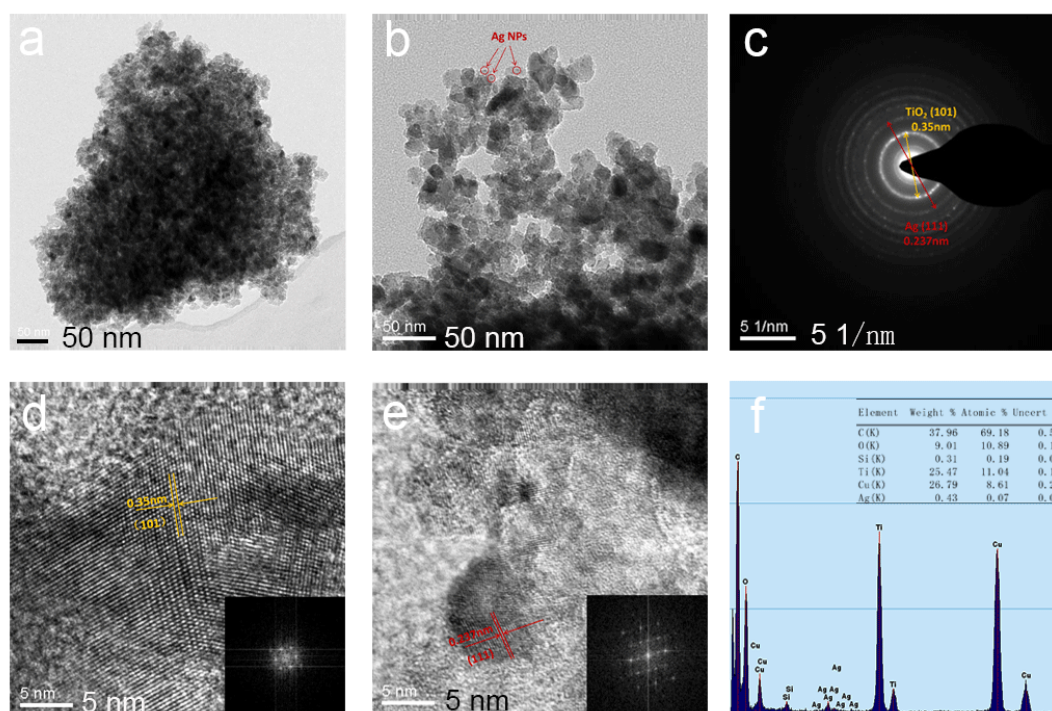 a
Ag NPs
50 nm
50 nm
b
50 nm
50 nm
c
TiO₂ (101)
0.35nm
Ag (111)
0.237nm
5 1/nm
5 1/nm
d
0.35nm
(101)
5 nm
5 nm
e
0.237nm
(111)
5 nm
5 nm
f
Element Weight % Atomic % Uncert
C(K) 37.96 69.18
O(K) 9.01 10.89
Si(K) 0.31 0.19
Ti(K) 25.47 11.04
Cu(K) 26.79 8.61
Ag(K) 0.43 0.07
C
O
Cu
Cu
Cu
Si
Si
Ag
Ag Ag
Ag
Ag Ag
Ti
Ti
Cu
Cu